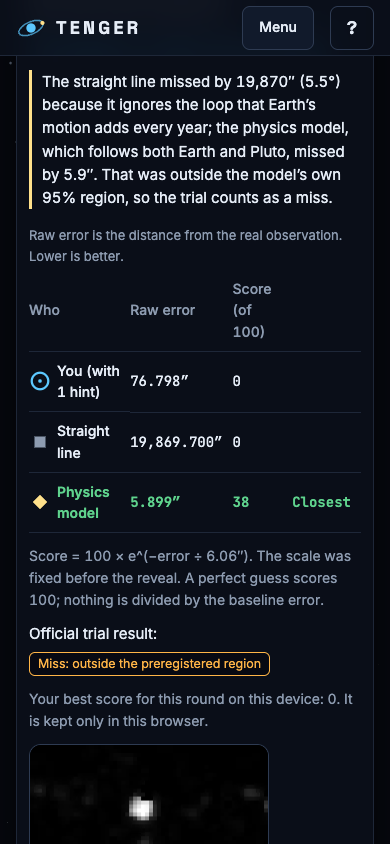 TENGER
Menu
?
The straight line missed by 19,870″ (5.5°)
because it ignores the loop that Earth’s
motion adds every year; the physics model,
which follows both Earth and Pluto, missed
by 5.9″. That was outside the model’s own
95% region, so the trial counts as a miss.
Raw error is the distance from the real observation.
Lower is better.
Who
Raw error
Score
(of
100)
You (with
1 hint)
76.798″
0
Straight
line
19,869.700″
0
Physics
model
5.899″
38
Closest
Score = 100 × e^(−error ÷ 6.06″). The scale was
fixed before the reveal. A perfect guess scores
100; nothing is divided by the baseline error.
Official trial result:
Miss: outside the preregistered region
Your best score for this round on this device: 0. It
is kept only in this browser.